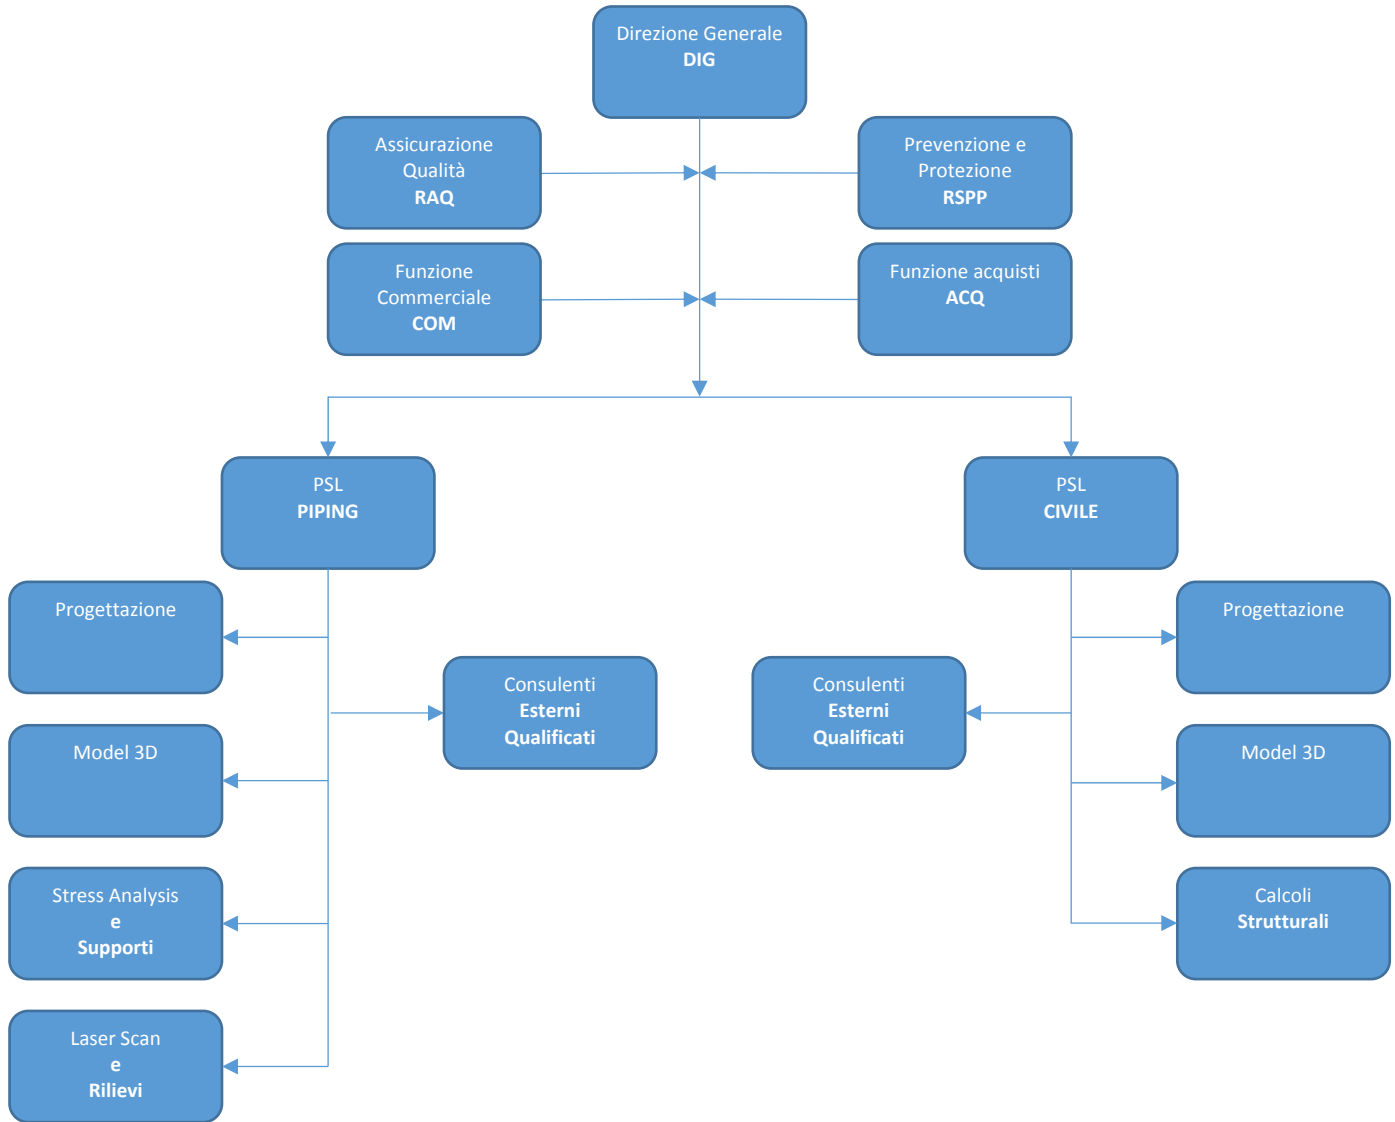 Direzione Generale
DIG
Assicurazione
Qualità
RAQ
Prevenzione e
Protezione
RSPP
Funzione
Commerciale
COM
Funzione acquisti
ACQ
PSL
PIPING
PSL
CIVILE
Progettazione
Progettazione
Consulenti
Esterni
Qualificati
Consulenti
Esterni
Qualificati
Model 3D
Model 3D
Stress Analysis
e
Supporti
Calcoli
Strutturali
Laser Scan
e
Rilievi